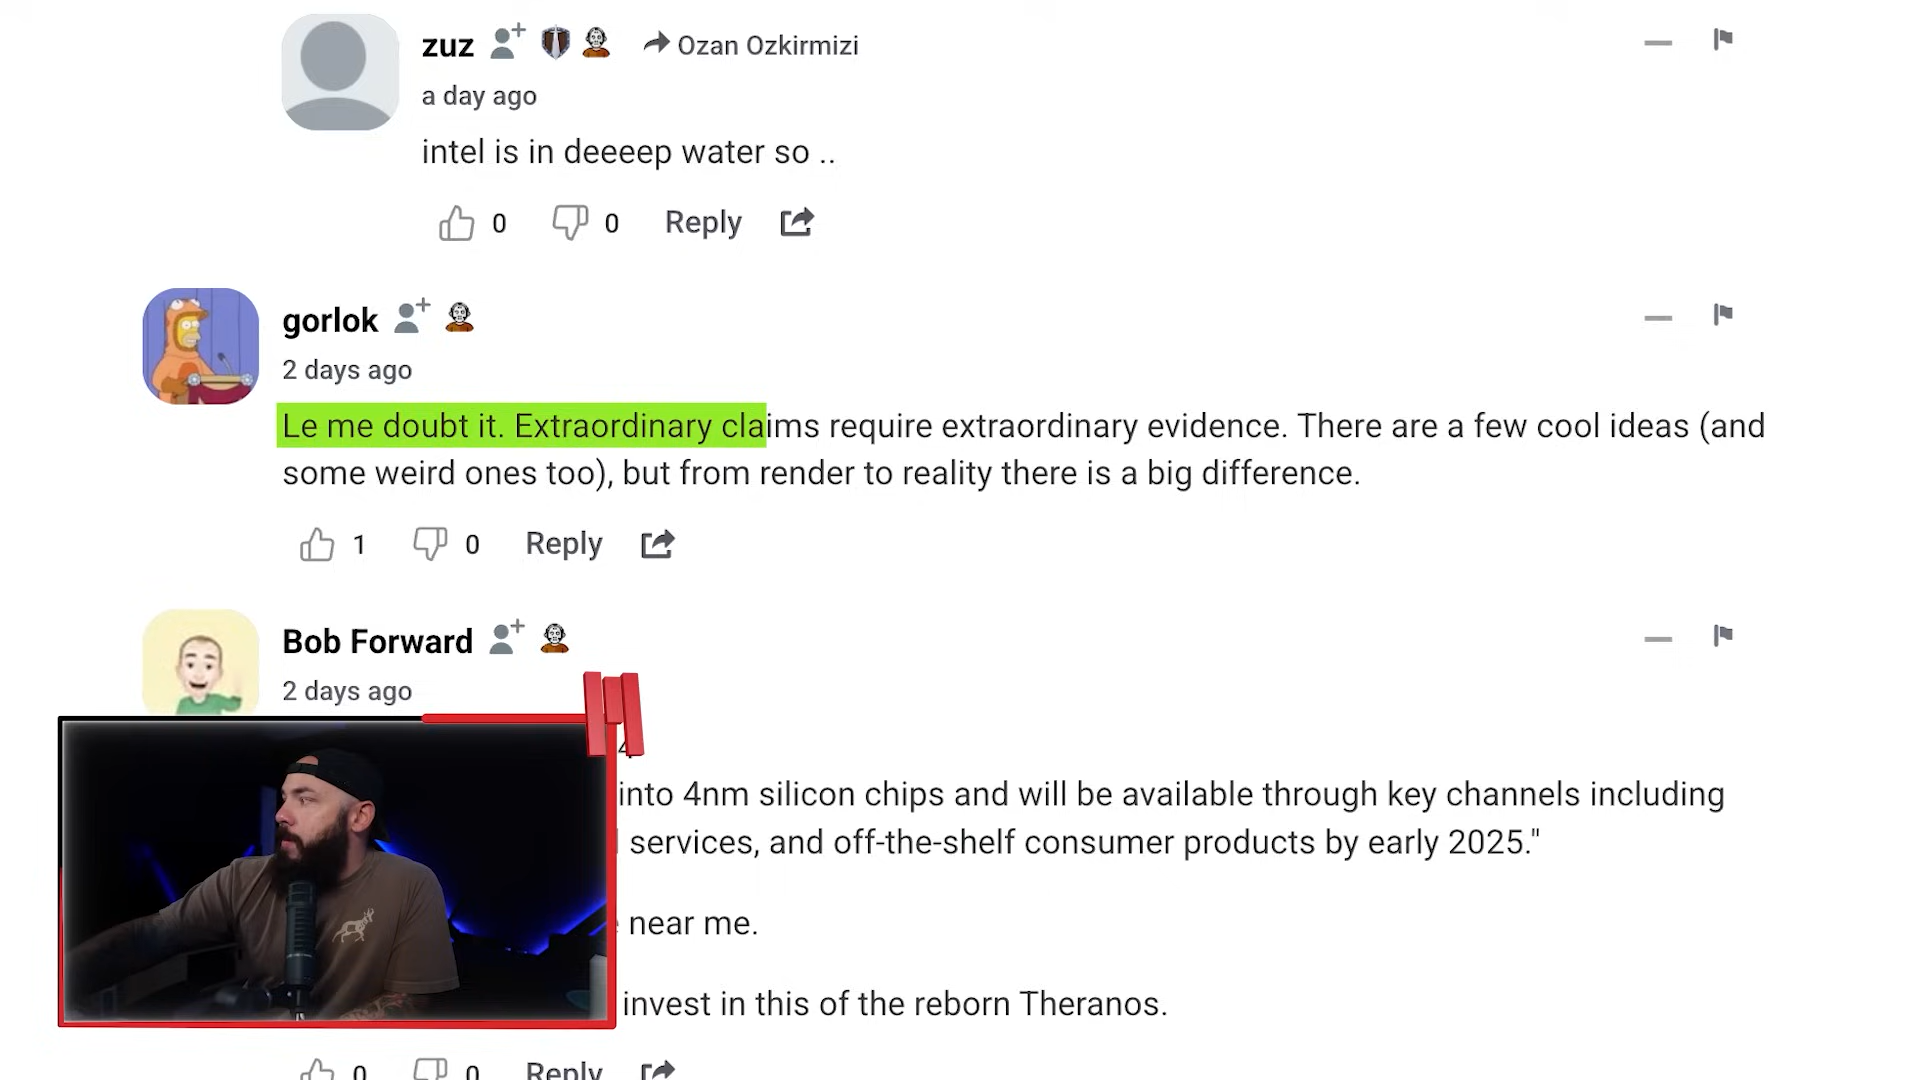 zuz Ozan Ozkirmizi
a day ago
intel is in deeeep water so ..
0 0 Reply
gorlok
2 days ago
Le me doubt it. Extraordinary claims require extraordinary evidence. There are a few cool ideas (and
some weird ones too), but from render to reality there is a big difference.
1 0 Reply
Bob Forward
2 days ago
4
into 4nm silicon chips and will be available through key channels including
services, and off-the-shelf consumer products by early 2025."
near me.
invest in this of the reborn Theranos.
0 0 Reply